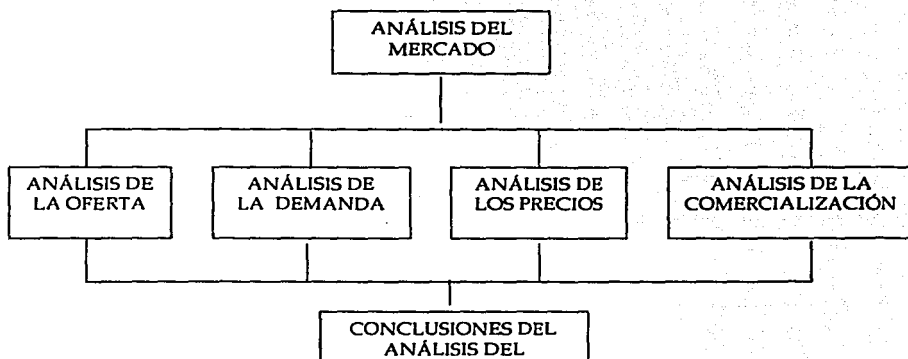 ANÁLISIS DEL
MERCADO
ANÁLISIS DE
LA OFERTA
ANÁLISIS DE
LA DEMANDA
ANÁLISIS DE
LOS PRECIOS
ANÁLISIS DE LA
COMERCIALIZACIÓN
CONCLUSIONES DEL
ANÁLISIS DEL